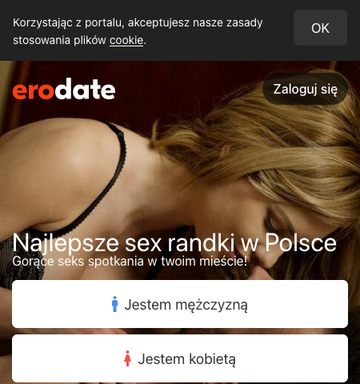 Korzystając z portalu, akceptujesz nasze zasady
stosowania plików cookie.
OK
erodate
Zaloguj się
Najlepsze sex randki w Polsce
Gorące seks spotkania w twoim mieście!
Jestem mężczyzną
Jestem kobietą